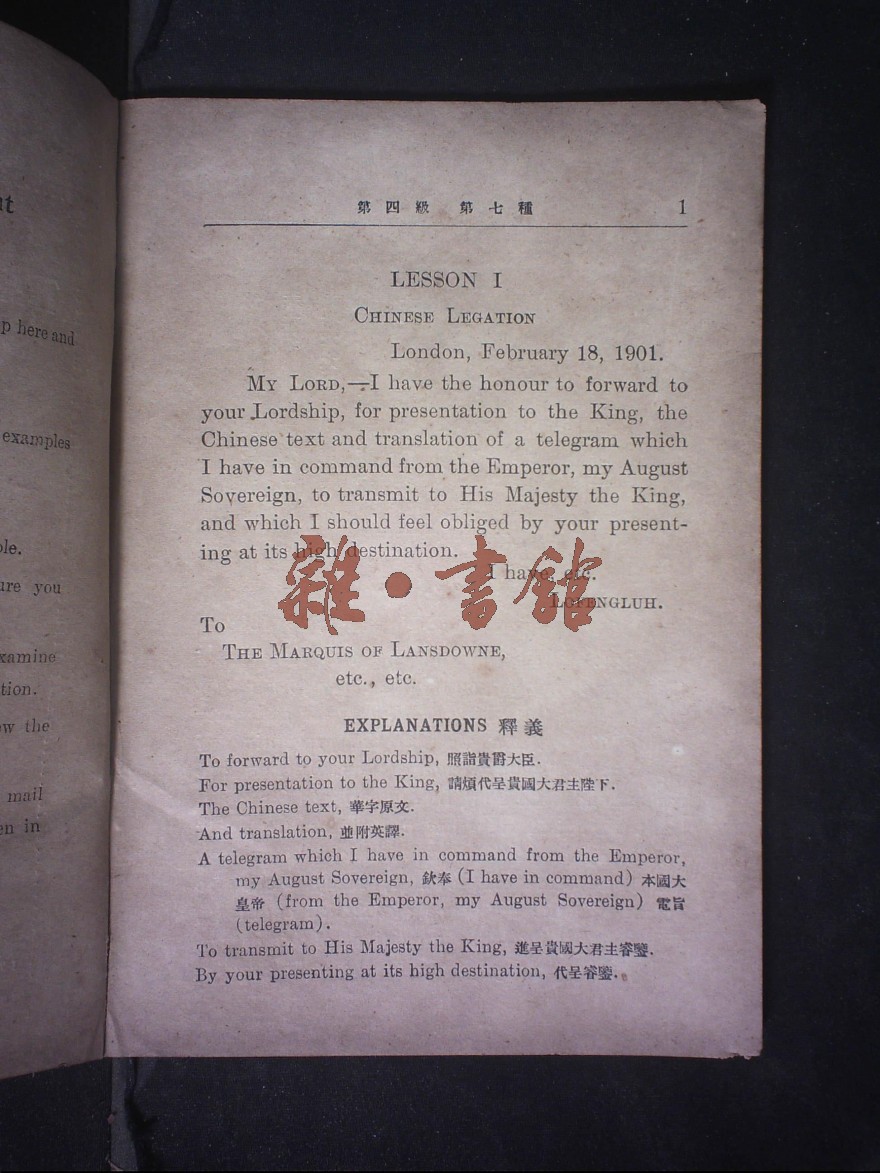 nt
p here and
examples
ple.
ure you
xamine
tion.
ew the
mail
en in
第四級 第七種 1
LESSON I
CHINESE LEGATION
London, February 18, 1901.
MY LORD,—I have the honour to forward to
your Lordship, for presentation to the King, the
Chinese text and translation of a telegram which
I have in command from the Emperor, my August
Sovereign, to transmit to His Majesty the King,
and which I should feel obliged by your present-
ing at its high destination.
I have, etc.
LOFENGLUH.
雜·書館
To
THE MARQUIS OF LANSDOWNE,
etc., etc.
EXPLANATIONS 釋義
To forward to your Lordship, 照詣貴爵大臣.
For presentation to the King, 請煩代呈貴國大君主陛下.
The Chinese text, 華字原文.
And translation, 並附英譯.
A telegram which I have in command from the Emperor,
my August Sovereign, 欽奉 (I have in command) 本國大
皇帝 (from the Emperor, my August Sovereign) 電旨
(telegram).
To transmit to His Majesty the King, 進呈貴國大君主睿鑒.
By your presenting at its high destination, 代呈睿鑒.